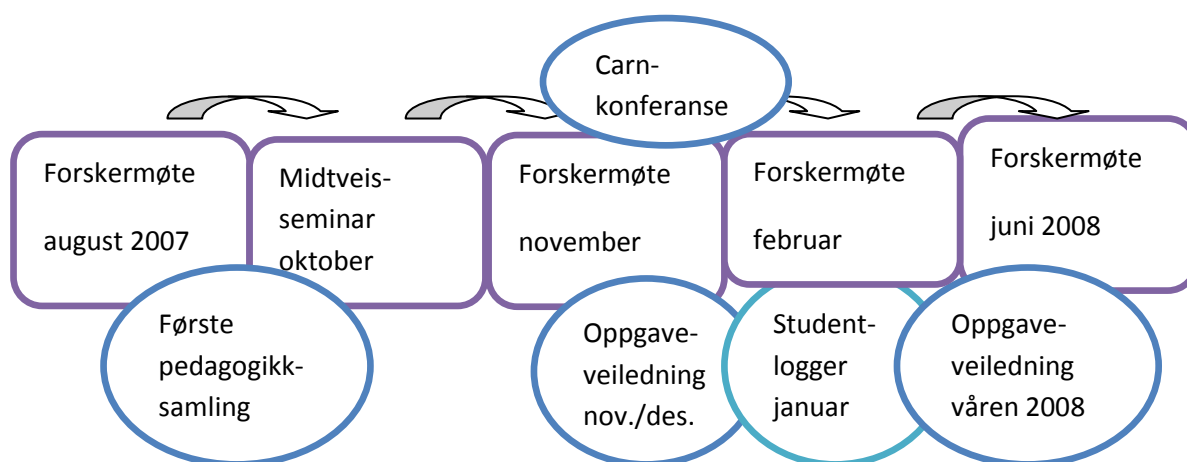 Carn-
konferanse
Forskermøte
august 2007
Midtveis-
seminar
oktober
Forskermøte
november
Forskermøte
februar
Forskermøte
juni 2008
Første
pedagogikk-
samling
Oppgave-
veiledning
nov./des.
Student-
logger
januar
Oppgave-
veiledning
våren 2008